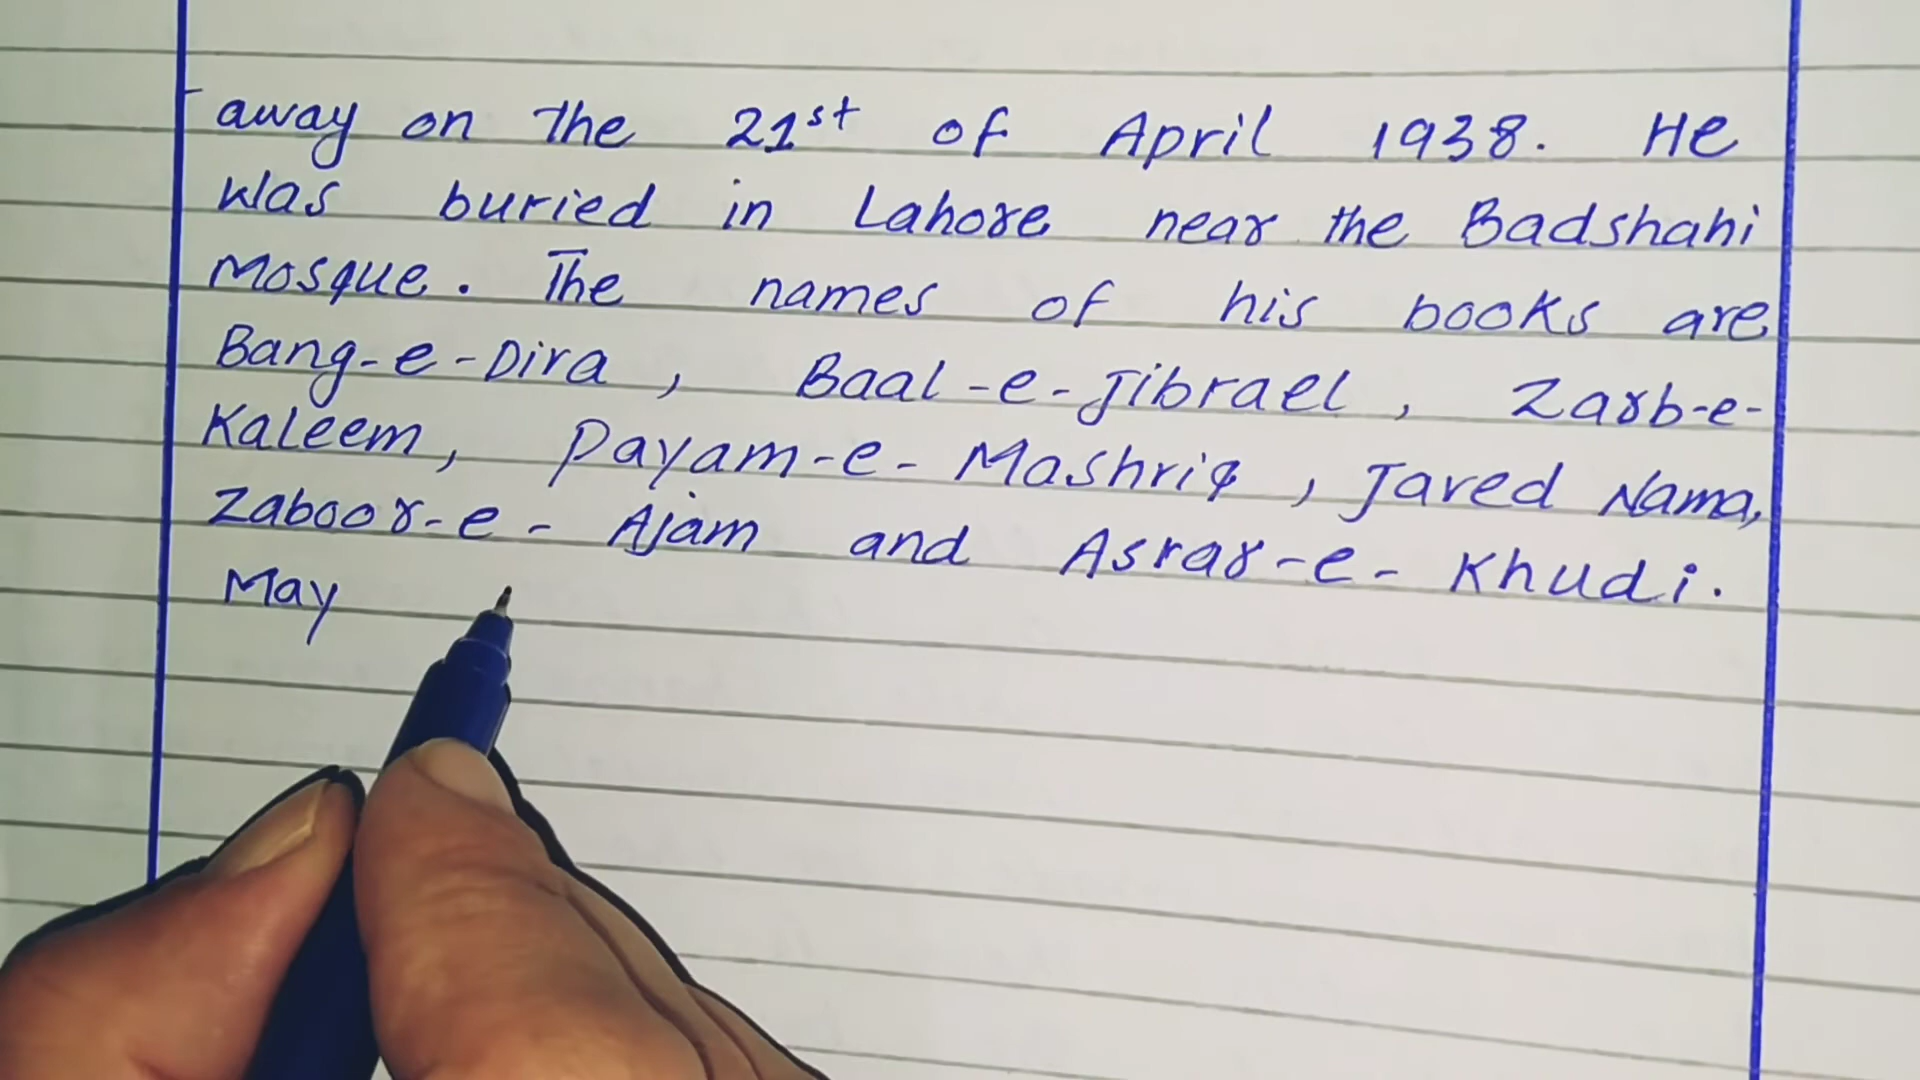 away on the 21st of April 1938. He
was buried in Lahore near the Badshahi
Mosque. The names of his books are
Bang-e-Dira, Baal-e-Jibrael, Zarb-e-
Kaleem, Payam-e-Mashriq, Javed Nama,
Zaboor-e-Ajam and Asrar-e-Khudi.
May